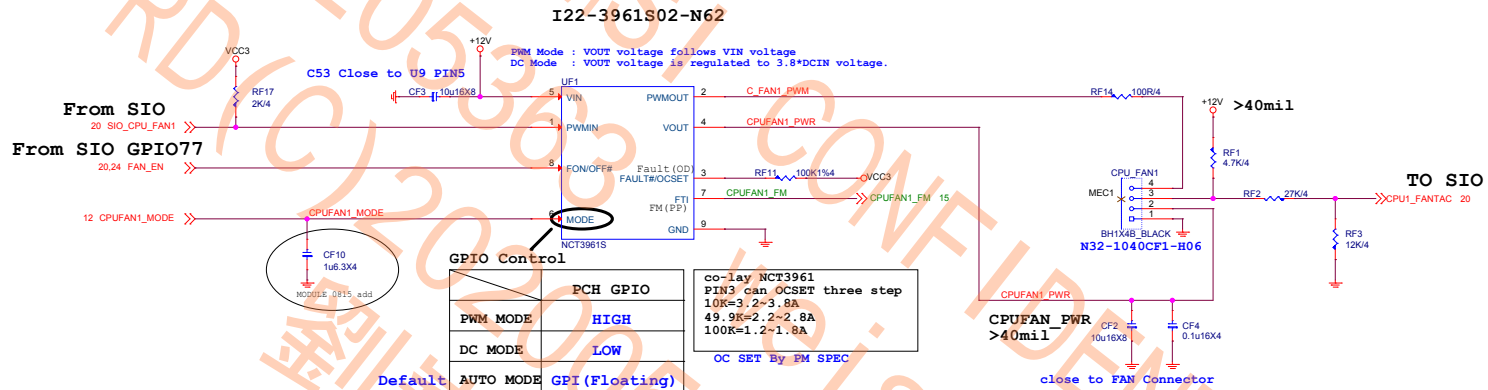 I22-3961S02-N62
+12V
PWM Mode : VOUT voltage follows VIN voltage
DC Mode : VOUT voltage is regulated to 3.8*DCIN voltage.
VCC3
C53 Close to U9 PIN5
CF3 10u16X8
RF17
2K/4
UF1
5 VIN
PWMOUT 2
C_FAN1_PWM
RF14 100R/4
From SIO
20 SIO_CPU_FAN1
1 PWMIN
VOUT 4
CPUFAN1_PWR
+12V >40mil
From SIO GPIO77
20,24 FAN_EN
8 FON/OFF#
Fault(OD)
FAULT#/OCSET 3
RF11 100K1%4
VCC3
FTI 7
CPUFAN1_FM
CPUFAN1_FM 15
FM(PP)
RF1
4.7K/4
CPU_FAN1
MEC1
4
3
2
1
BH1X4B_BLACK
N32-1040CF1-H06
RF2 27K/4
TO SIO
CPU1_FANTAC 20
RF3
12K/4
12 CPUFAN1_MODE
CPUFAN1_MODE
6 MODE
GND 9
NCT3961S
CF10
1u6.3X4
MODULE 0815 add
GPIO Control
PCH GPIO
PWM MODE HIGH
DC MODE LOW
Default AUTO MODE GPI(Floating)
co-lay NCT3961
PIN3 can OCSET three step
10K=3.2~3.8A
49.9K=2.2~2.8A
100K=1.2~1.8A
OC SET By PM SPEC
CPUFAN1_PWR
CPUFAN_PWR
>40mil
CF2
10u16X8
CF4
0.1u16X4
close to FAN Connector